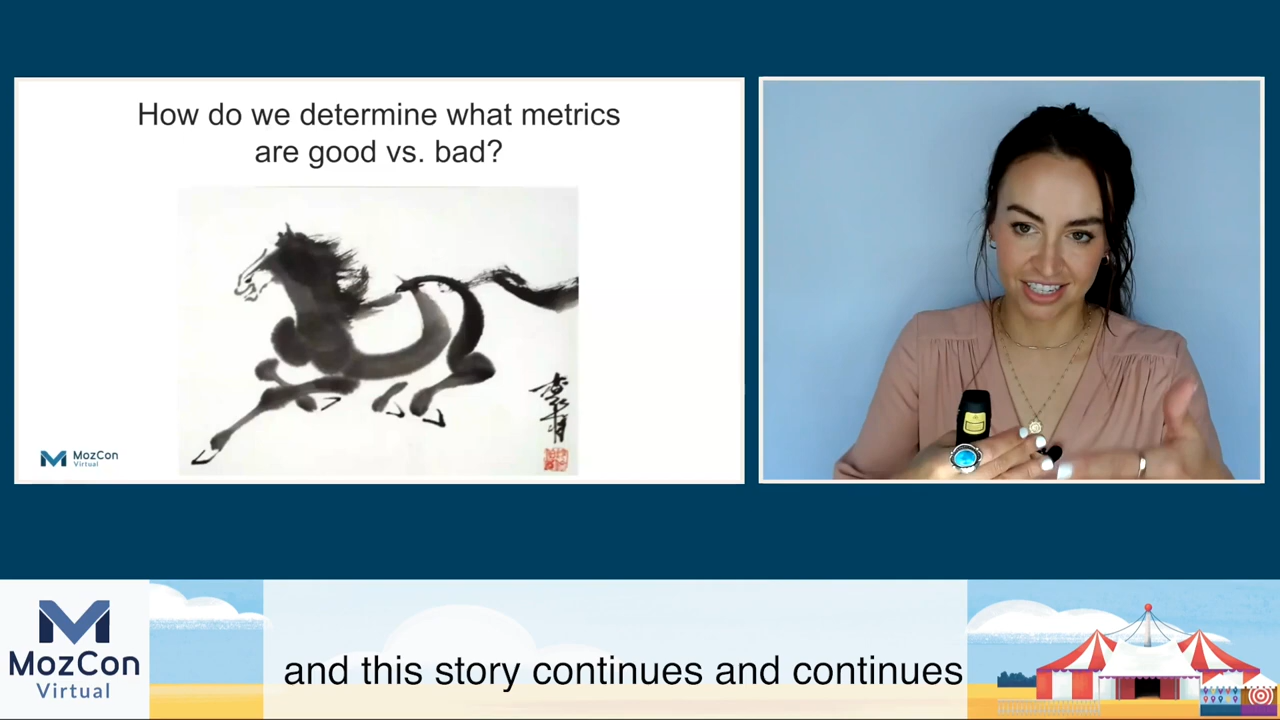 How do we determine what metrics
are good vs. bad?
MozCon
Virtual
MozCon
Virtual
and this story continues and continues